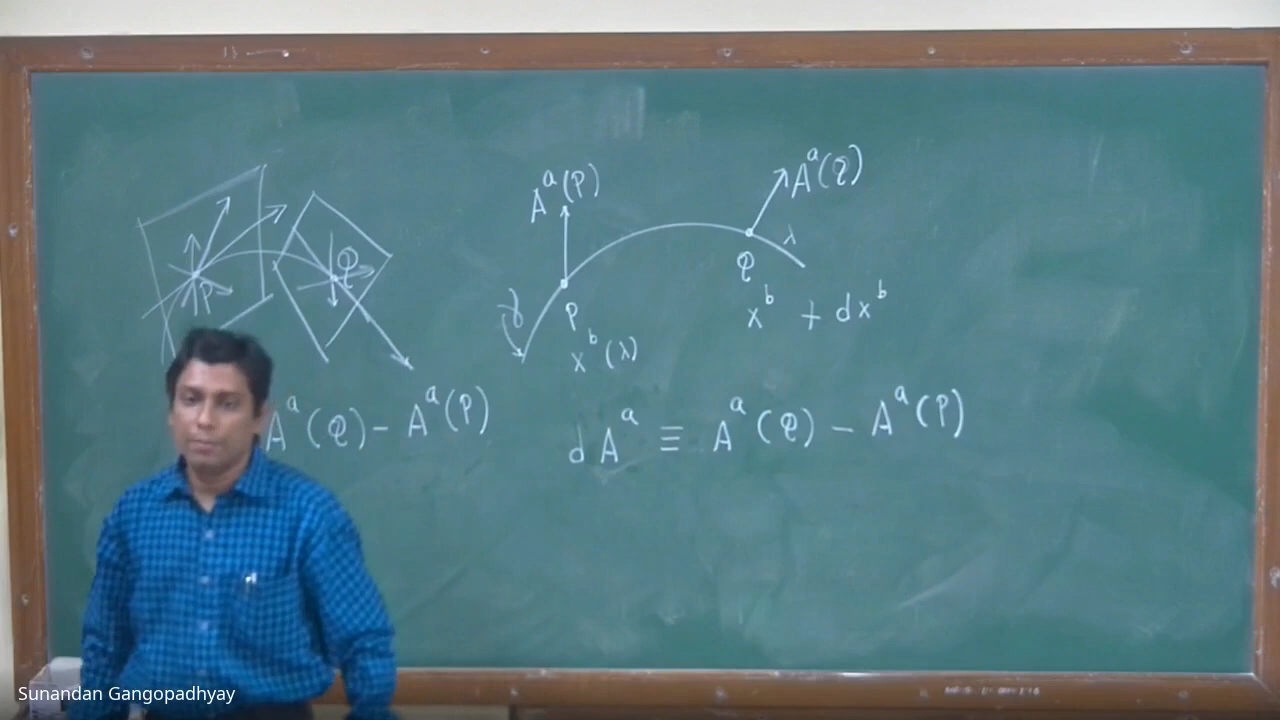 P
Q
A^a(P)
A^a(Q)
γ
P
x^b(λ)
Q
λ
x^b + dx^b
A^a(Q) - A^a(P)
dA^a ≡ A^a(Q) - A^a(P)
Sunandan Gangopadhyay